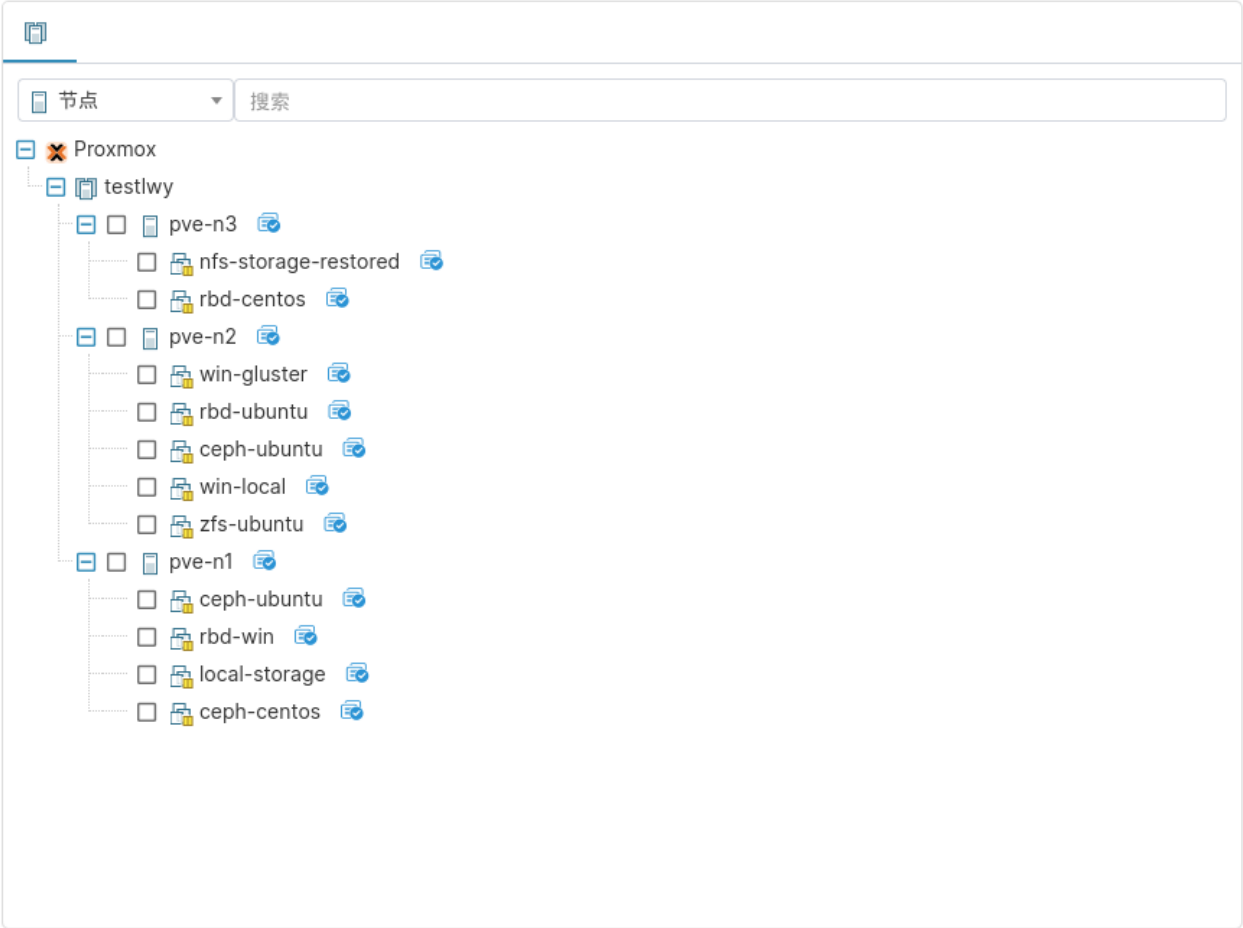 节点
搜索
Proxmox
testlwy
pve-n3
nfs-storage-restored
rbd-centos
pve-n2
win-gluster
rbd-ubuntu
ceph-ubuntu
win-local
zfs-ubuntu
pve-n1
ceph-ubuntu
rbd-win
local-storage
ceph-centos